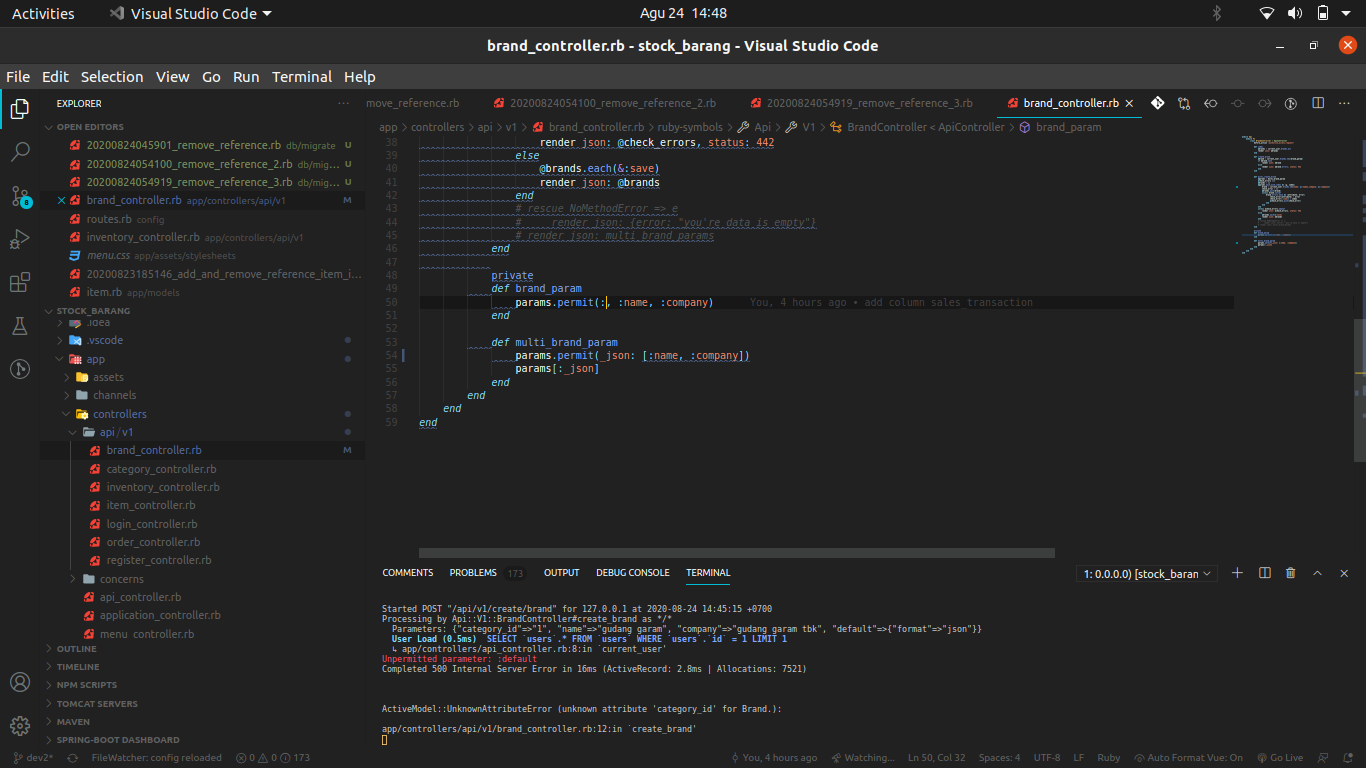 Activities
Visual Studio Code
Agu 24 14:48
brand_controller.rb - stock_barang - Visual Studio Code
File Edit Selection View Go Run Terminal Help
EXPLORER
OPEN EDITORS
20200824045901_remove_reference.rb db/migrate U
20200824054100_remove_reference_2.rb db/mig... U
20200824054919_remove_reference_3.rb db/mig... U
brand_controller.rb app/controllers/api/v1 M
routes.rb config
inventory_controller.rb app/controllers/api/v1
menu.css app/assets/stylesheets
20200823185146_add_and_remove_reference_item_i...
item.rb app/models
STOCK_BARANG
.idea
.vscode
app
assets
channels
controllers
api/v1
brand_controller.rb M
category_controller.rb
inventory_controller.rb
item_controller.rb
login_controller.rb
order_controller.rb
register_controller.rb
concerns
api_controller.rb
application_controller.rb
menu_controller.rb
OUTLINE
TIMELINE
NPM SCRIPTS
TOMCAT SERVERS
MAVEN
SPRING-BOOT DASHBOARD
8
move_reference.rb
20200824054100_remove_reference_2.rb
20200824054919_remove_reference_3.rb
brand_controller.rb
app > controllers > api > v1 > brand_controller.rb > ruby-symbols > Api > V1 > BrandController < ApiController > brand_param
38 render json: @check_errors, status: 442
39 else
40 @brands.each(&:save)
41 render json: @brands
42 end
43 # rescue NoMethodError => e
44 # render json: {error: "you're data is empty"}
45 # render json: multi_brand_params
46 end
47
48 private
49 def brand_param
50 params.permit(:, :name, :company) You, 4 hours ago • add column sales_transaction
51 end
52
53 def multi_brand_param
54 params.permit(_json: [:name, :company])
55 params[:_json]
56 end
57 end
58 end
59 end
COMMENTS PROBLEMS 173 OUTPUT DEBUG CONSOLE TERMINAL
1: 0.0.0.0) [stock_baran
Started POST "/api/v1/create/brand" for 127.0.0.1 at 2020-08-24 14:45:15 +0700
Processing by Api::V1::BrandController#create_brand as */*
Parameters: {"category_id"=>"1", "name"=>"gudang garam", "company"=>"gudang garam tbk", "default"=>{"format"=>"json"}}
User Load (0.5ms) SELECT `users`.* FROM `users` WHERE `users`.`id` = 1 LIMIT 1
↳ app/controllers/api_controller.rb:8:in `current_user'
Unpermitted parameter: :default
Completed 500 Internal Server Error in 16ms (ActiveRecord: 2.8ms | Allocations: 7521)
ActiveModel::UnknownAttributeError (unknown attribute 'category_id' for Brand.):
app/controllers/api/v1/brand_controller.rb:12:in `create_brand'
dev2* FileWatcher: config reloaded 0 0 173 You, 4 hours ago Watching... Ln 50, Col 32 Spaces: 4 UTF-8 LF Ruby Auto Format Vue: On Go Live